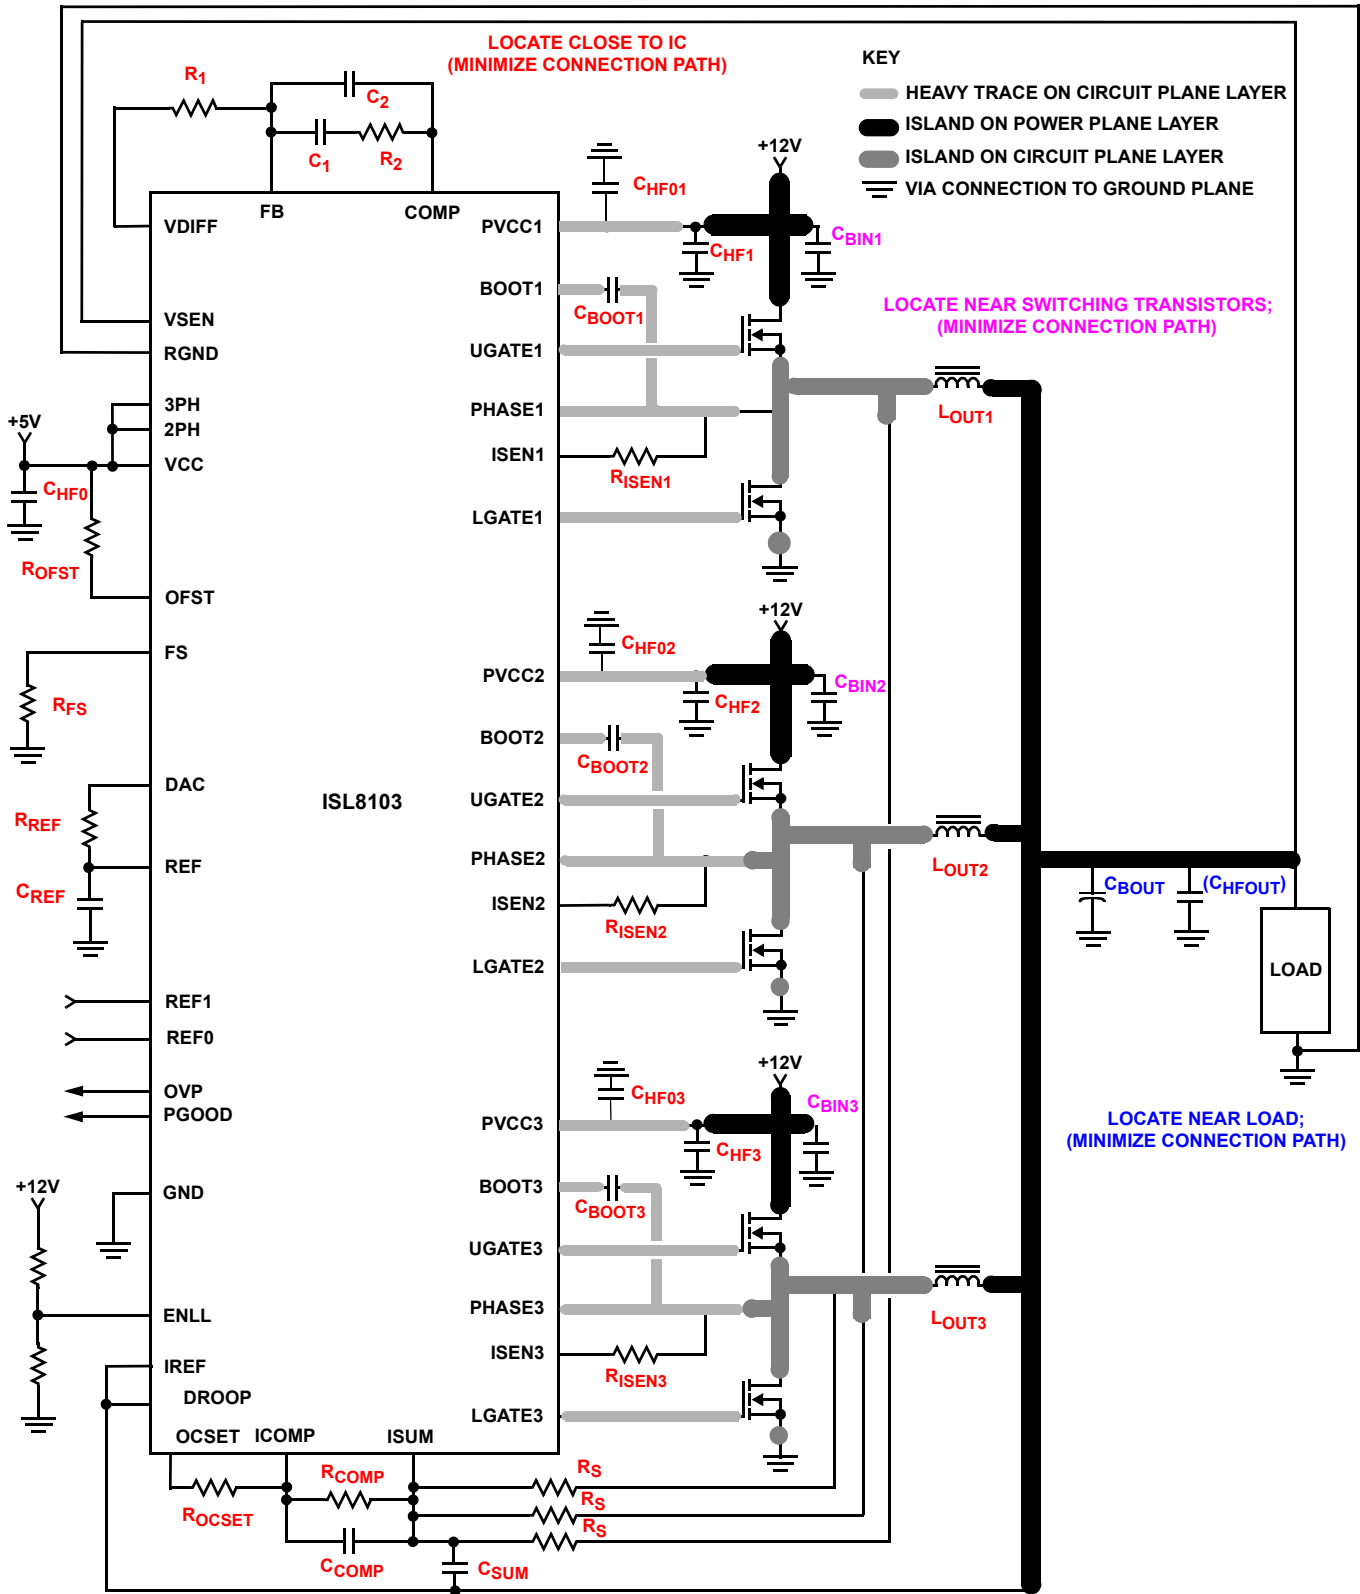 LOCATE CLOSE TO IC
(MINIMIZE CONNECTION PATH)
KEY
HEAVY TRACE ON CIRCUIT PLANE LAYER
ISLAND ON POWER PLANE LAYER
ISLAND ON CIRCUIT PLANE LAYER
VIA CONNECTION TO GROUND PLANE
R1
C2
C1
R2
+12V
CHF01
FB
COMP
VDIFF
PVCC1
CHF1
CBIN1
BOOT1
CBOOT1
LOCATE NEAR SWITCHING TRANSISTORS;
(MINIMIZE CONNECTION PATH)
VSEN
RGND
UGATE1
3PH
2PH
PHASE1
LOUT1
+5V
VCC
ISEN1
RISEN1
CHF0
LGATE1
ROFST
OFST
+12V
FS
CHF02
PVCC2
CHF2
CBIN2
RFS
BOOT2
CBOOT2
DAC
ISL8103
UGATE2
RREF
REF
PHASE2
LOUT2
CREF
ISEN2
RISEN2
CBOUT
(CHFOUT)
LGATE2
LOAD
REF1
REF0
+12V
OVP
PGOOD
CHF03
PVCC3
CHF3
CBIN3
LOCATE NEAR LOAD;
(MINIMIZE CONNECTION PATH)
+12V
GND
BOOT3
CBOOT3
UGATE3
ENLL
PHASE3
LOUT3
IREF
ISEN3
RISEN3
DROOP
LGATE3
OCSET
ICOMP
ISUM
RCOMP
RS
ROCSET
RS
RS
CCOMP
CSUM